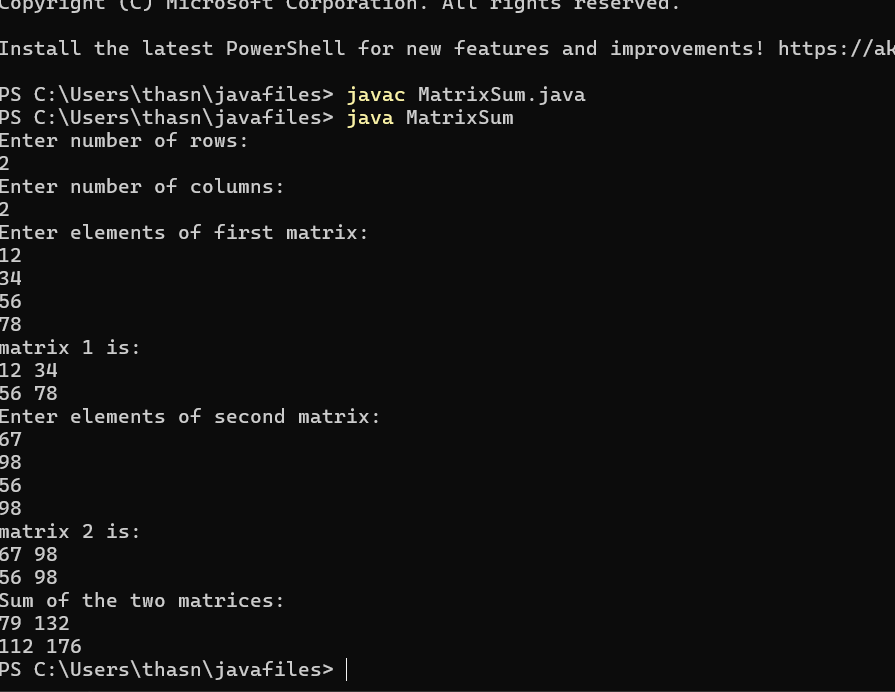 Copyright (C) Microsoft Corporation. All rights reserved.
Install the latest PowerShell for new features and improvements! https://ak
PS C:\Users\thasn\javafiles> javac MatrixSum.java
PS C:\Users\thasn\javafiles> java MatrixSum
Enter number of rows:
2
Enter number of columns:
2
Enter elements of first matrix:
12
34
56
78
matrix 1 is:
12 34
56 78
Enter elements of second matrix:
67
98
56
98
matrix 2 is:
67 98
56 98
Sum of the two matrices:
79 132
112 176
PS C:\Users\thasn\javafiles>